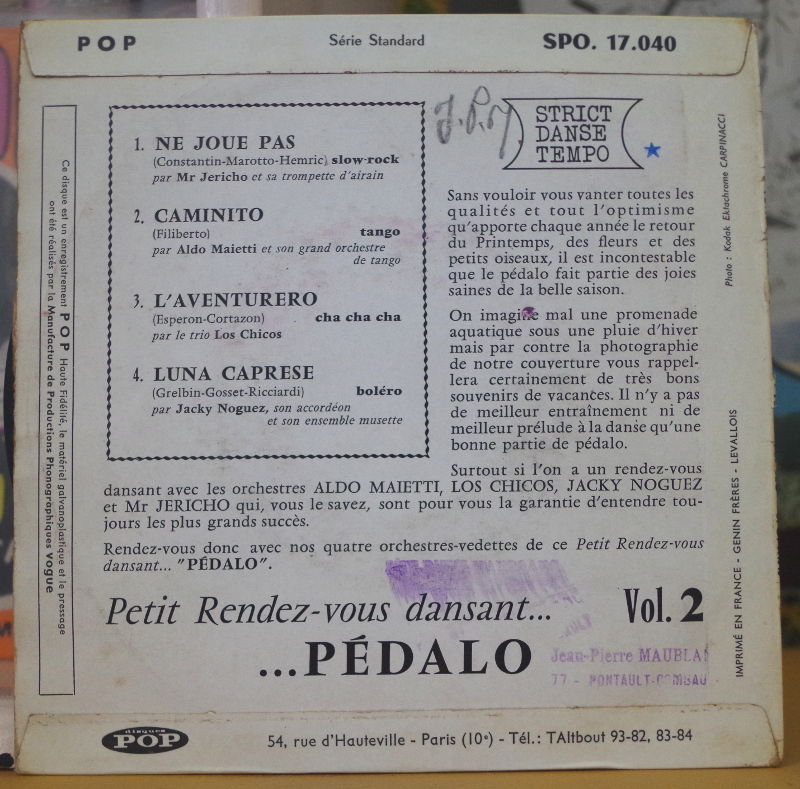 POP Série Standard SPO. 17.040
1. NE JOUE PAS
(Constantin-Marotto-Hemric) slow-rock
par Mr Jericho et sa trompette d'airain
2. CAMINITO
(Filiberto) tango
par Aldo Maietti et son grand orchestre
de tango
3. L'AVENTURERO
(Esperon-Cortazon) cha cha cha
par le trio Los Chicos
4. LUNA CAPRESE
(Grelbin-Gosset-Ricciardi) boléro
par Jacky Noguez, son accordéon
et son ensemble musette
STRICT
DANSE
TEMPO
Sans vouloir vous vanter toutes les
qualités et tout l'optimisme
qu'apporte chaque année le retour
du Printemps, des fleurs et des
petits oiseaux, il est incontestable
que le pédalo fait partie des joies
saines de la belle saison.
On imagine mal une promenade
aquatique sous une pluie d'hiver
mais par contre la photographie
de notre couverture vous rappel-
lera certainement de très bons
souvenirs de vacances. Il n'y a pas
de meilleur entraînement ni de
meilleur prélude à la danse qu'une
bonne partie de pédalo.
Surtout si l'on a un rendez-vous
dansant avec les orchestres ALDO MAIETTI, LOS CHICOS, JACKY NOGUEZ
et Mr JERICHO qui, vous le savez, sont pour vous la garantie d'entendre tou-
jours les plus grands succès.
Rendez-vous donc avec nos quatre orchestres-vedettes de ce Petit Rendez-vous
dansant... "PÉDALO".
Petit Rendez-vous dansant... Vol. 2
...PÉDALO
Jean-Pierre MAUBLA
77 - PONTAULT-COMBAU
disques
POP
54, rue d'Hauteville - Paris (10e) - Tél.: TAItbout 93-82, 83-84
Ce disque est un enregistrement POP Haute Fidélité, le matériel galvanoplastique et le pressage
ont été réalisés par la Manufacture de Productions Phonographiques VOGUE
Photo : Kodak Ektachrome CARPINACCI
IMPRIMÉ EN FRANCE - GENIN FRÈRES - LEVALLOIS